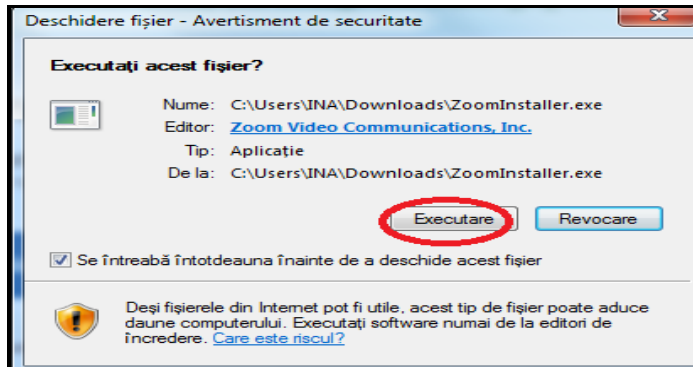 Deschidere fișier - Avertisment de securitate
Executați acest fișier?
Nume: C:\Users\INA\Downloads\ZoomInstaller.exe
Editor: Zoom Video Communications, Inc.
Tip: Aplicație
De la: C:\Users\INA\Downloads\ZoomInstaller.exe
Executare Revocare
Se întreabă întotdeauna înainte de a deschide acest fișier
Deși fișierele din Internet pot fi utile, acest tip de fișier poate aduce
daune computerului. Executați software numai de la editori de
încredere. Care este riscul?